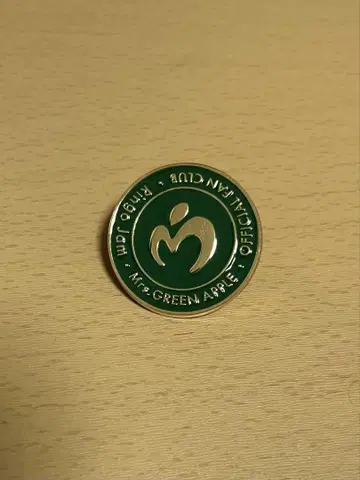 Mrs. GREEN APPLE • OFFICIAL FAN CLUB • Ringo Jam •